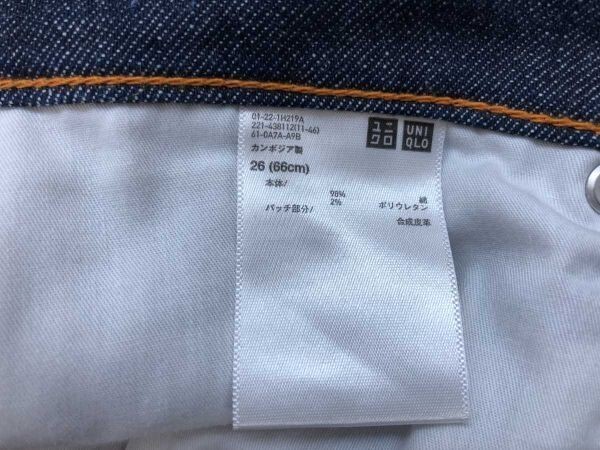 01-22-1H219A
221-438112(11-46)
61-0A7A-A9B
カンボジア製
26 (66cm)
本体/
98% 綿
2% ポリウレタン
パッチ部分/ 合成皮革
ユニ
クロ
UNI
QLO